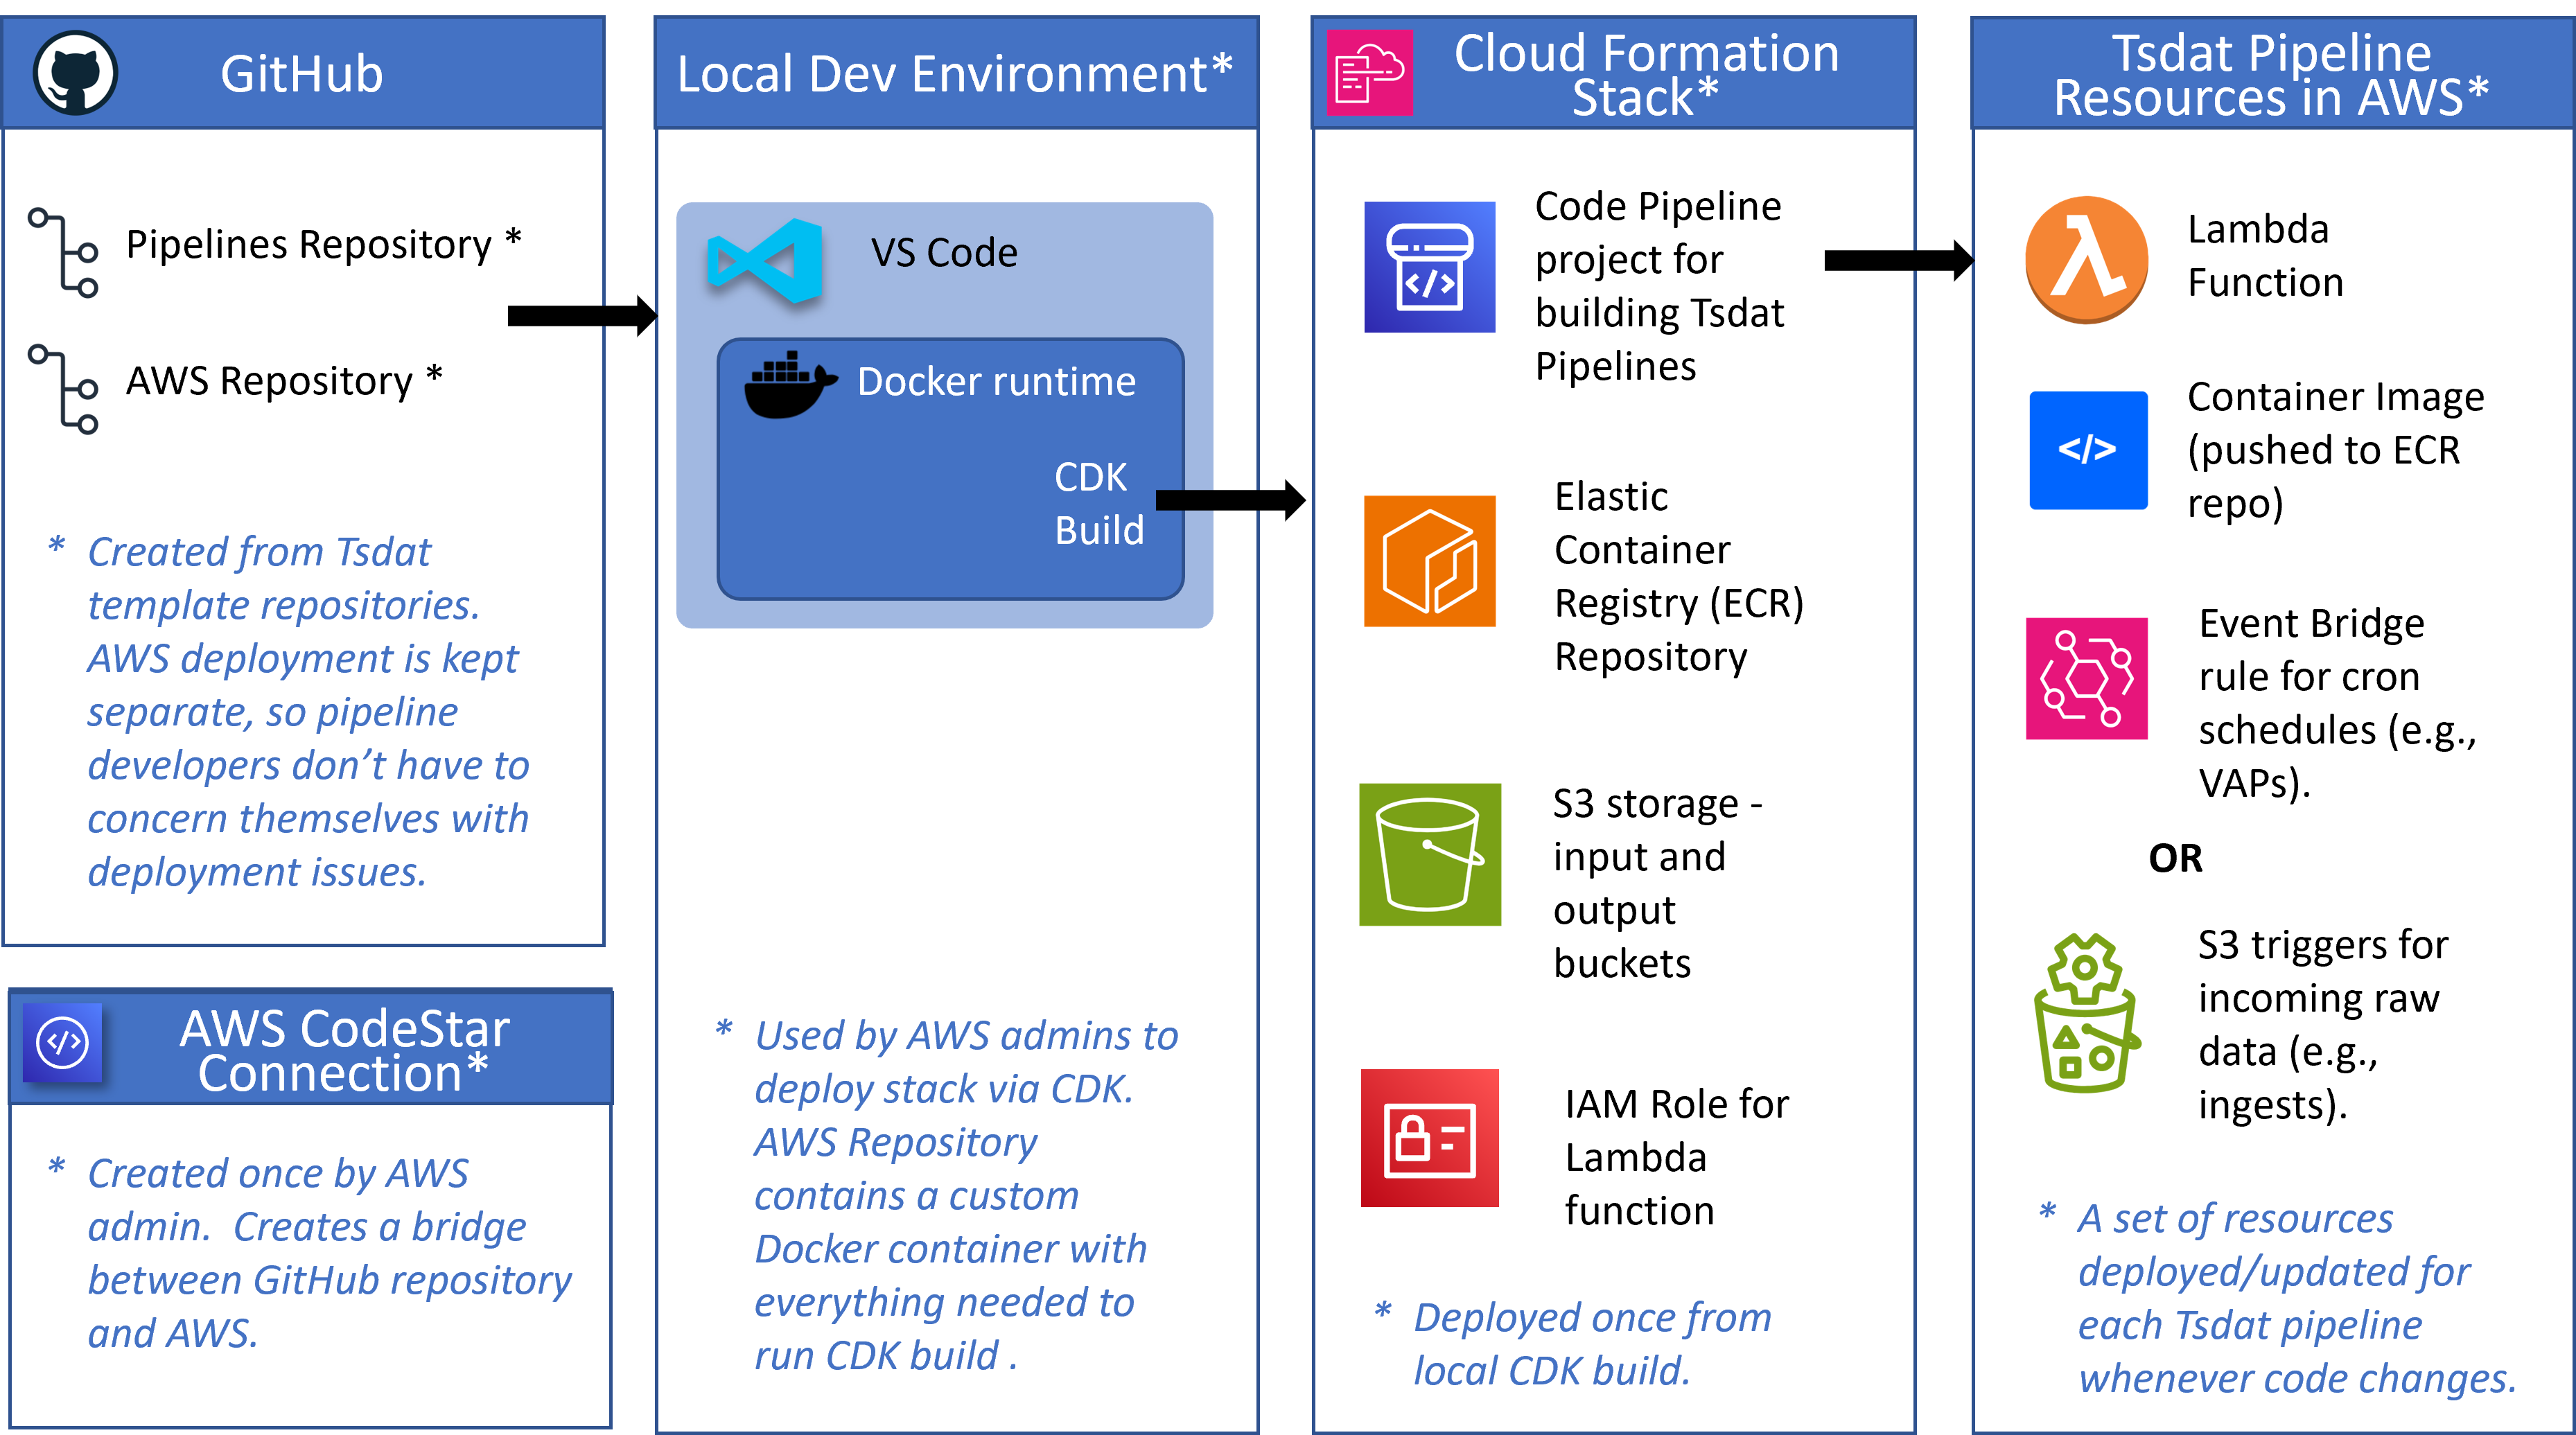 GitHub
Pipelines Repository *
AWS Repository *
* Created from Tsdat
template repositories.
AWS deployment is kept
separate, so pipeline
developers don’t have to
concern themselves with
deployment issues.
AWS CodeStar
Connection*
* Created once by AWS
admin.  Creates a bridge
between GitHub repository
and AWS.
Local Dev Environment*
VS Code
Docker runtime
CDK
Build
* Used by AWS admins to
deploy stack via CDK.
AWS Repository
contains a custom
Docker container with
everything needed to
run CDK build .
Cloud Formation
Stack*
Code Pipeline
project for
building Tsdat
Pipelines
</>
Elastic
Container
Registry (ECR)
Repository
S3 storage -
input and
output
buckets
IAM Role for
Lambda
function
* Deployed once from
local CDK build.
Tsdat Pipeline
Resources in AWS*
λ
Lambda
Function
</>
Container Image
(pushed to ECR
repo)
Event Bridge
rule for cron
schedules (e.g.,
VAPs).
OR
S3 triggers for
incoming raw
data (e.g.,
ingests).
* A set of resources
deployed/updated for
each Tsdat pipeline
whenever code changes.